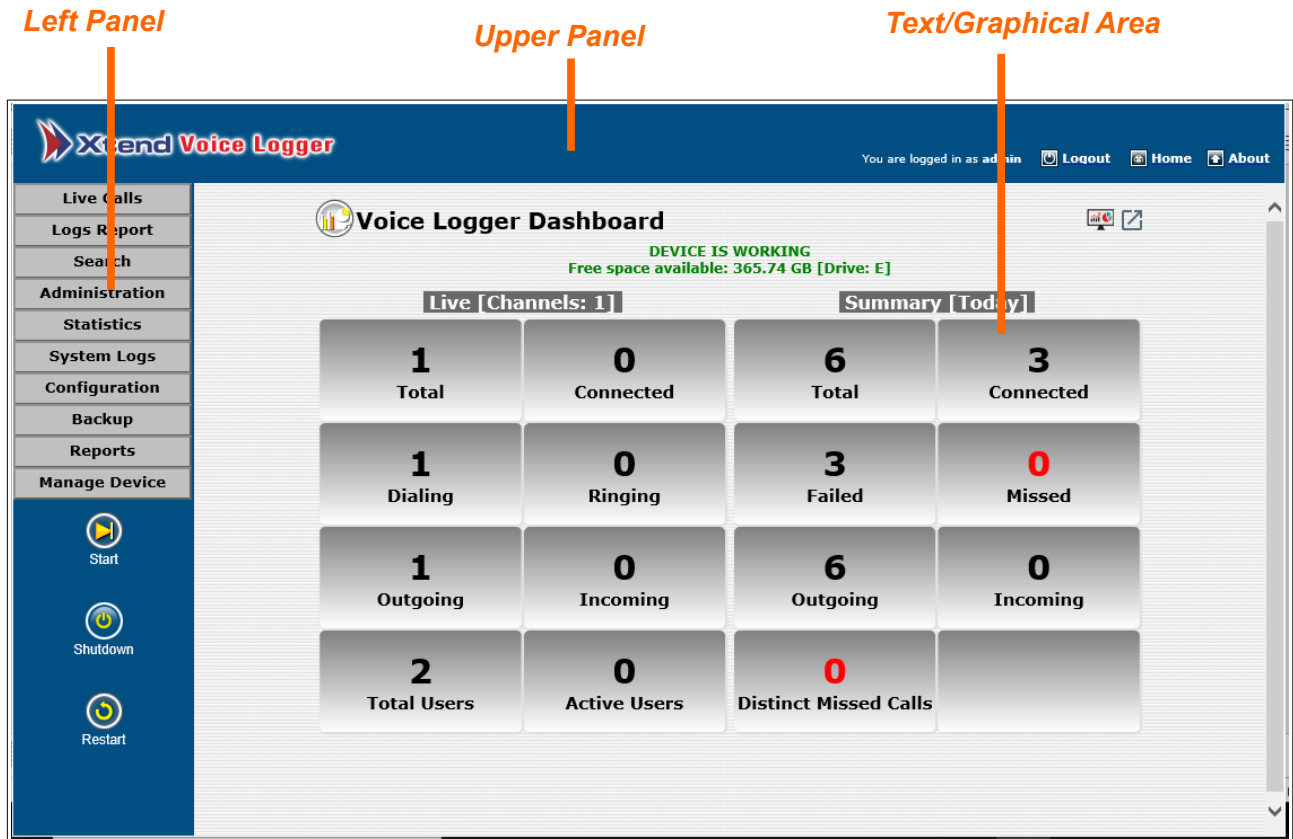 Left Panel
Upper Panel
Text/Graphical Area
Xtend Voice Logger
You are logged in as admin Logout Home About
Live Calls
Logs Report
Search
Administration
Statistics
System Logs
Configuration
Backup
Reports
Manage Device
Start
Shutdown
Restart
Voice Logger Dashboard
DEVICE IS WORKING
Free space available: 365.74 GB [Drive: E]
Live [Channels: 1]
Summary [Today]
1 0 6 3
Total Connected Total Connected
1 0 3 0
Dialing Ringing Failed Missed
1 0 6 0
Outgoing Incoming Outgoing Incoming
2 0 0
Total Users Active Users Distinct Missed Calls